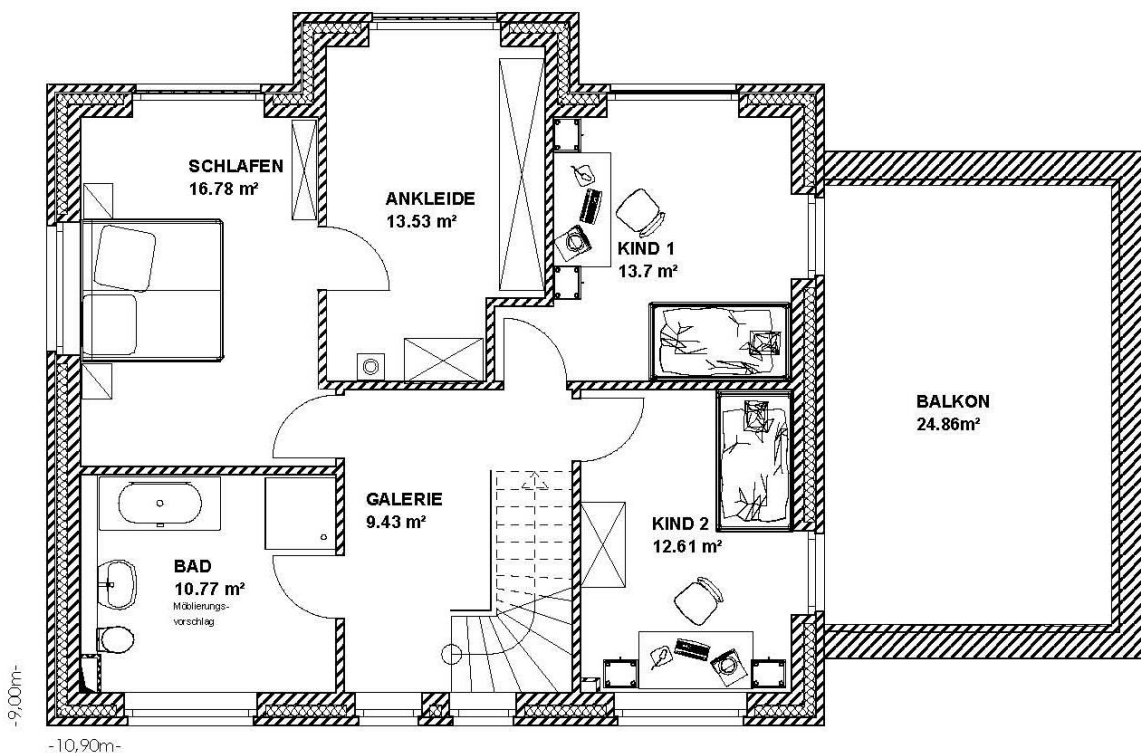 SCHLAFEN
16.78 m²
ANKLEIDE
13.53 m²
KIND 1
13.7 m²
BALKON
24.86m²
GALERIE
9.43 m²
KIND 2
12.61 m²
BAD
10.77 m²
Möblierungs-
vorschlag
-9,00m-
-10,90m-